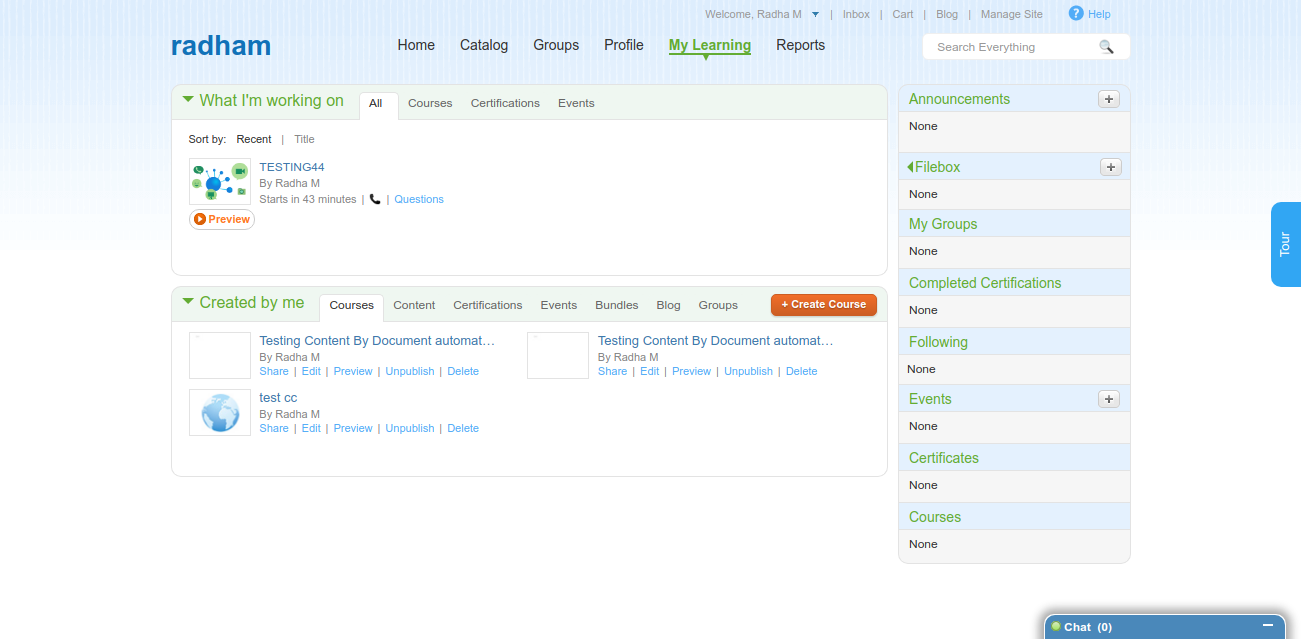 Welcome, Radha M | Inbox | Cart | Blog | Manage Site ? Help
radham
Home Catalog Groups Profile My Learning Reports
Search Everything
What I'm working on All Courses Certifications Events
Sort by: Recent | Title
TESTING44
By Radha M
Starts in 43 minutes | | Questions
Preview
Created by me Courses Content Certifications Events Bundles Blog Groups + Create Course
Testing Content By Document automat…
By Radha M
Share | Edit | Preview | Unpublish | Delete
Testing Content By Document automat…
By Radha M
Share | Edit | Preview | Unpublish | Delete
test cc
By Radha M
Share | Edit | Preview | Unpublish | Delete
Announcements +
None
Filebox +
None
My Groups
None
Completed Certifications
None
Following
None
Events +
None
Certificates
None
Courses
None
Tour
Chat (0)